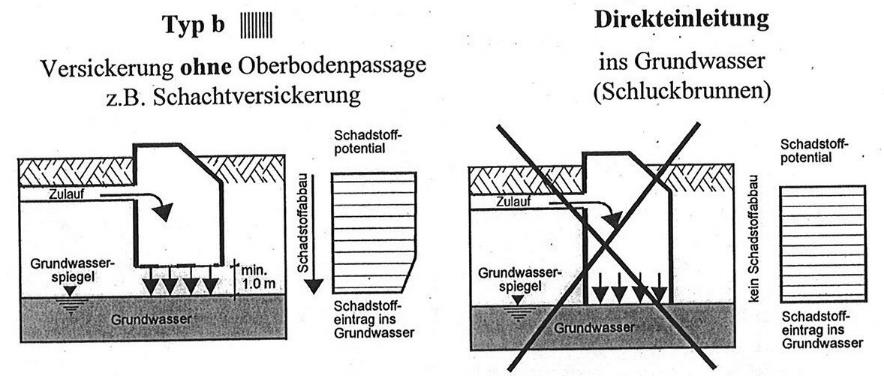 Typ b
Versickerung ohne Oberbodenpassage
z.B. Schachtversickerung
Schadstoff-
potential
Zulauf
Schadstoffabbau
Grundwasser-
spiegel
min.
1.0 m
Grundwasser
Schadstoff-
eintrag ins
Grundwasser
Direkteinleitung
ins Grundwasser
(Schluckbrunnen)
Schadstoff-
potential
Zulauf
kein Schadstoffabbau
Grundwasser-
spiegel
Grundwasser
Schadstoff-
eintrag ins
Grundwasser